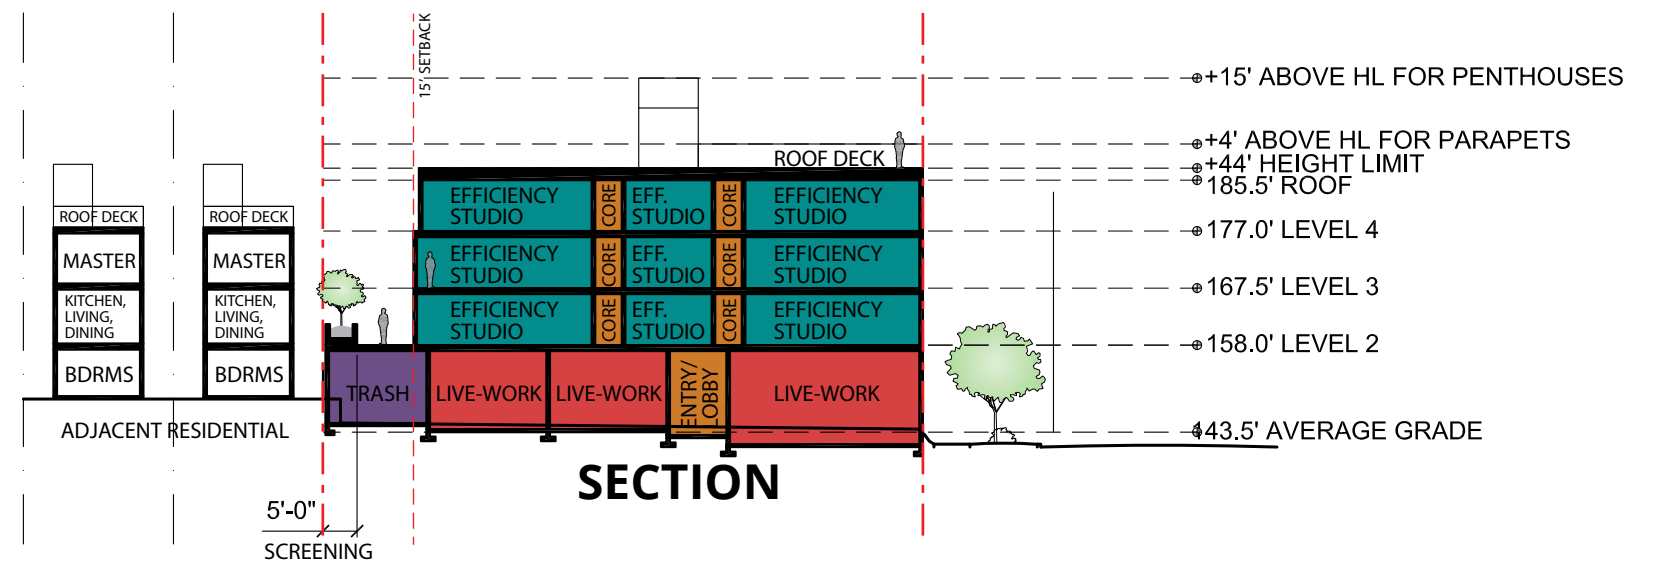 15' SETBACK
+15' ABOVE HL FOR PENTHOUSES
+4' ABOVE HL FOR PARAPETS
+44' HEIGHT LIMIT
185.5' ROOF
177.0' LEVEL 4
167.5' LEVEL 3
158.0' LEVEL 2
143.5' AVERAGE GRADE
ROOF DECK
ROOF DECK
ROOF DECK
MASTER
MASTER
KITCHEN,
LIVING,
DINING
KITCHEN,
LIVING,
DINING
BDRMS
BDRMS
ADJACENT RESIDENTIAL
EFFICIENCY
STUDIO
CORE
EFF.
STUDIO
CORE
EFFICIENCY
STUDIO
EFFICIENCY
STUDIO
CORE
EFF.
STUDIO
CORE
EFFICIENCY
STUDIO
EFFICIENCY
STUDIO
CORE
EFF.
STUDIO
CORE
EFFICIENCY
STUDIO
TRASH
LIVE-WORK
LIVE-WORK
ENTRY/
LOBBY
LIVE-WORK
SECTION
5'-0"
SCREENING